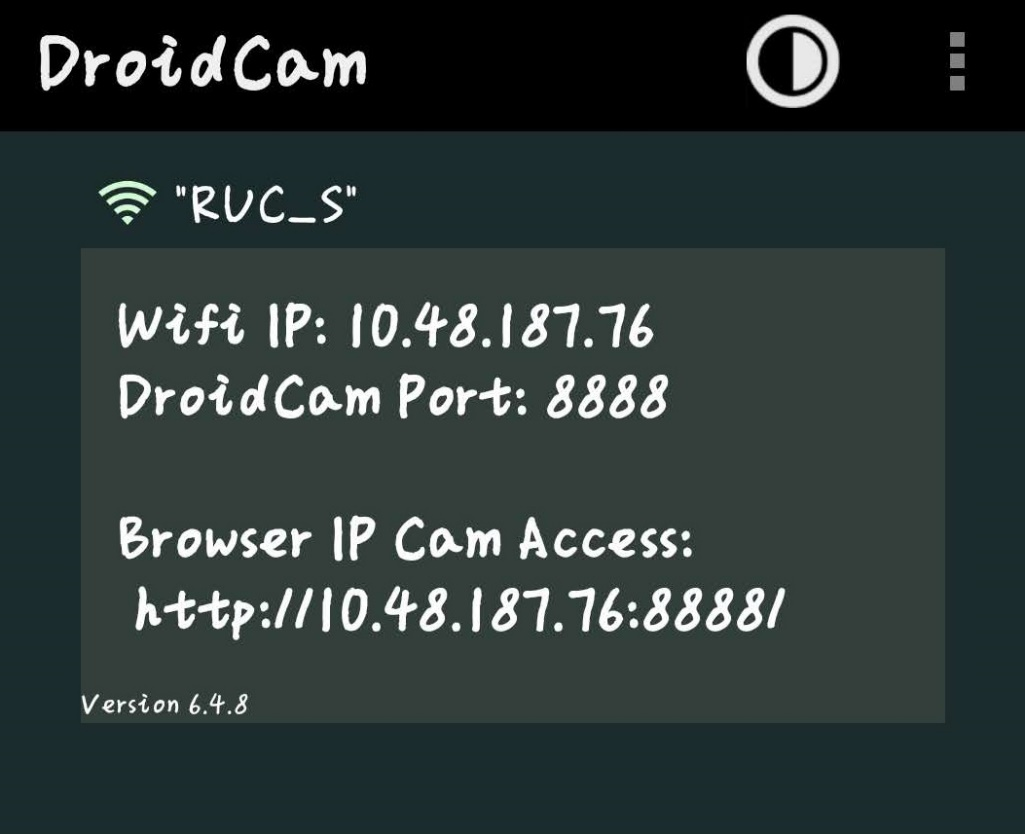 DroidCam
"RUC_S"
Wifi IP: 10.48.187.76
DroidCam Port: 8888
Browser IP Cam Access:
http://10.48.187.76:8888/
Version 6.4.8